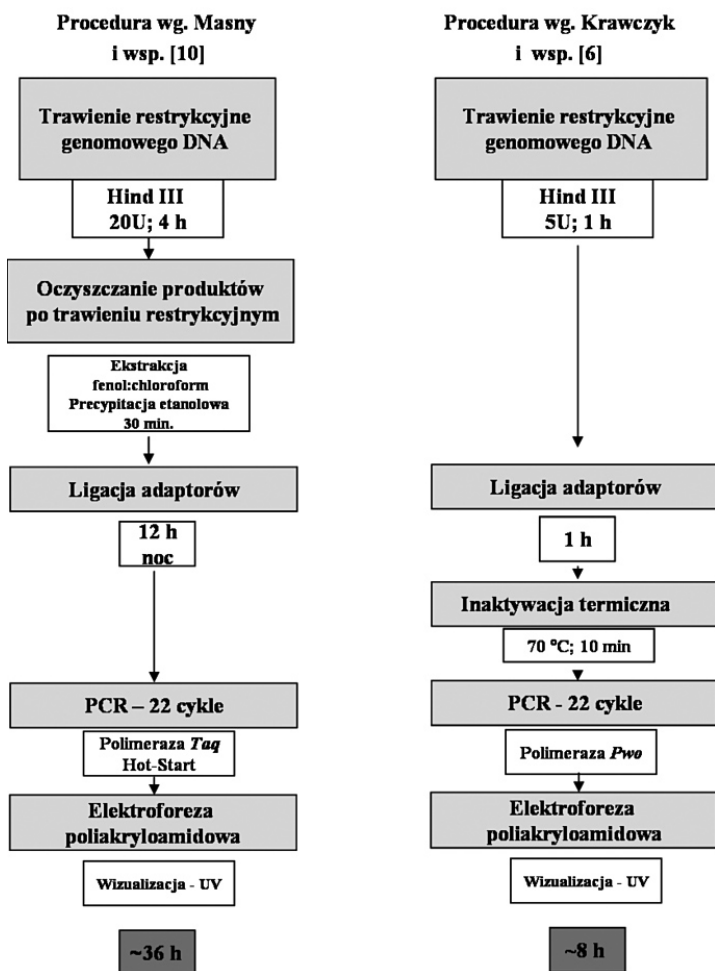 Procedura wg. Masny
i wsp. [10]
Trawienie restrykcyjne
genomowego DNA
Hind III
20U; 4 h
Oczyszczanie produktów
po trawieniu restrykcyjnym
Ekstrakcja
fenol:chloroform
Precypitacja etanolowa
30 min.
Ligacja adaptorów
12 h
noc
PCR – 22 cykle
Polimeraza Taq
Hot-Start
Elektroforeza
poliakryloamidowa
Wizualizacja - UV
~36 h
Procedura wg. Krawczyk
i wsp. [6]
Trawienie restrykcyjne
genomowego DNA
Hind III
5U; 1 h
Ligacja adaptorów
1 h
Inaktywacja termiczna
70 °C; 10 min
PCR - 22 cykle
Polimeraza Pwo
Elektroforeza
poliakryloamidowa
Wizualizacja - UV
~8 h